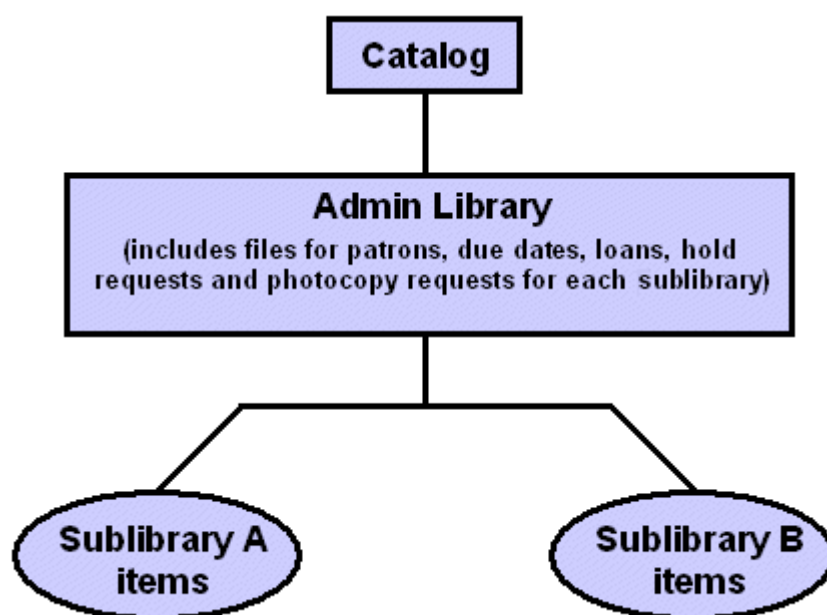 Catalog
Admin Library
(includes files for patrons, due dates, loans, hold
requests and photocopy requests for each sublibrary)
Sublibrary A
items
Sublibrary B
items